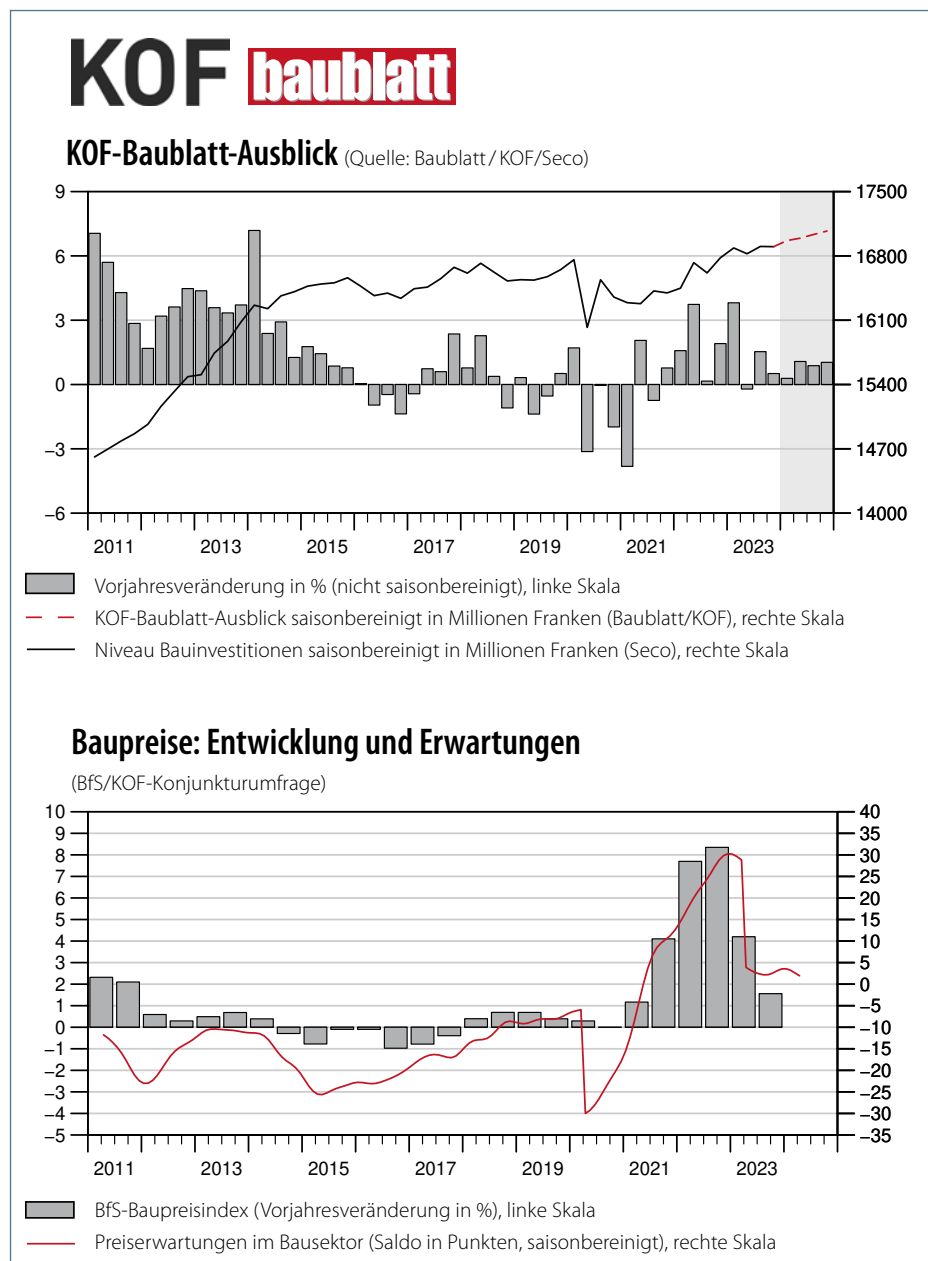 KOF baublatt
KOF-Baublatt-Ausblick (Quelle: Baublatt / KOF/Seco)
9 17500
6 16800
3 16100
0 15400
−3 14700
−6 14000
2011 2013 2015 2017 2019 2021 2023
Vorjahresveränderung in % (nicht saisonbereinigt), linke Skala
KOF-Baublatt-Ausblick saisonbereinigt in Millionen Franken (Baublatt/KOF), rechte Skala
Niveau Bauinvestitionen saisonbereinigt in Millionen Franken (Seco), rechte Skala
Baupreise: Entwicklung und Erwartungen
(BfS/KOF-Konjunkturumfrage)
10 40
9 35
8 30
7 25
6 20
5 15
4 10
3 5
2 0
1 −5
0 −10
−1 −15
−2 −20
−3 −25
−4 −30
−5 −35
2011 2013 2015 2017 2019 2021 2023
BfS-Baupreisindex (Vorjahresveränderung in %), linke Skala
Preiserwartungen im Bausektor (Saldo in Punkten, saisonbereinigt), rechte Skala